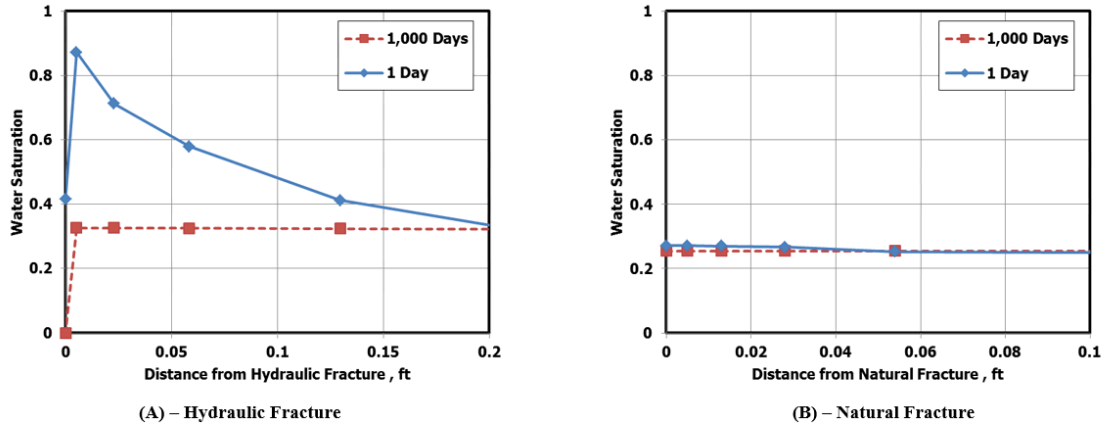 1
0.8
0.6
0.4
0.2
0
Water Saturation
1,000 Days
1 Day
0 0.05 0.1 0.15 0.2
Distance from Hydraulic Fracture , ft
(A) – Hydraulic Fracture
1
0.8
0.6
0.4
0.2
0
Water Saturation
1,000 Days
1 Day
0 0.02 0.04 0.06 0.08 0.1
Distance from Natural Fracture , ft
(B) – Natural Fracture